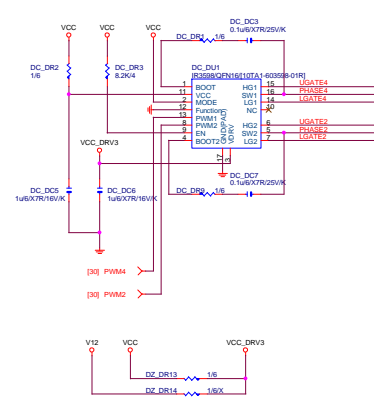 VCC VCC VCC
DC_DC3
0.1u/6/X7R/25V/K
DC_DR1 1/6
DC_DR2
1/6
DC_DR3
8.2K/4
DC_DU1
IR3598/QFN16/[10TA1-603598-01R]
1 BOOT HG1 15 UGATE4
11 VCC SW1 16 PHASE4
2 MODE LG1 14 LGATE4
12 Function NC 10
13 PWM1
8 PWM2 HG2 6 UGATE2
9 EN SW2 5 PHASE2
4 BOOT2 LG2 7 LGATE2
GND(PAD)
VDRV
17 3
VCC_DRV3
DC_DC7
0.1u/6/X7R/25V/K
DC_DR9 1/6
DC_DC5
1u/6/X7R/16V/K
DC_DC6
1u/6/X7R/16V/K
[30] PWM4
[30] PWM2
V12 VCC VCC_DRV3
DZ_DR13 1/6
DZ_DR14 1/6/X